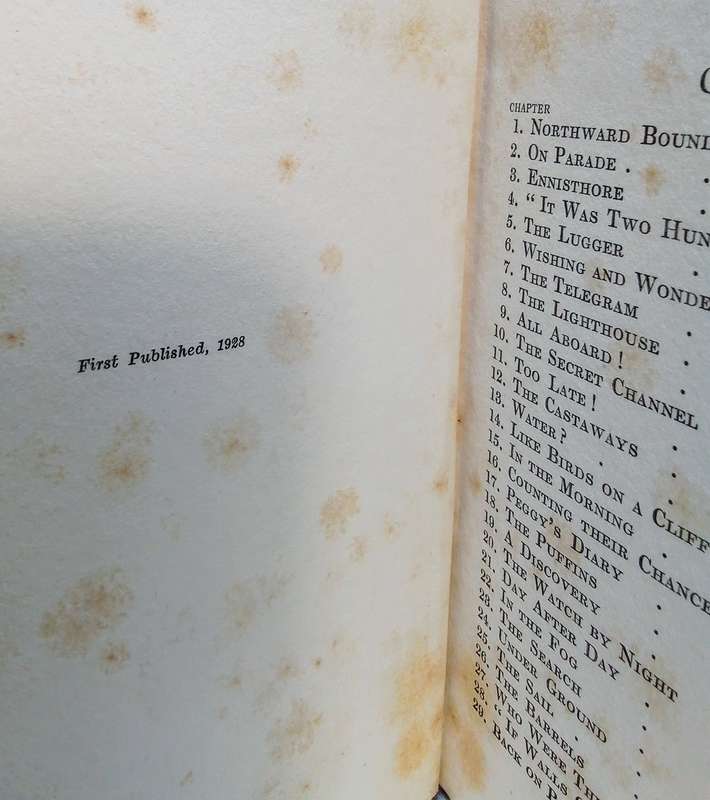 First Published, 1928
C
CHAPTER
1. NORTHWARD BOUN
2. ON PARADE .
3. ENNISTHORE
4. "IT WAS TWO HUN
5. THE LUGGER
6. WISHING AND WONDE
7. THE TELEGRAM
8. THE LIGHTHOUSE
9. ALL ABOARD!
10. THE SECRET CHANNEL
11. TOO LATE!
12. THE CASTAWAYS
13. WATER?
14. LIKE BIRDS ON A CLIFF
15. IN THE MORNING
16. COUNTING THEIR CHANCE
17. PEGGY'S DIARY
18. THE PUFFINS
19. A DISCOVERY
20. THE WATCH BY NIGHT
21. DAY AFTER DAY
22. IN THE FOG
23. THE SEARCH
24. UNDER GROUND
25. THE SAIL
26. THE BARRELS
27. WHO WERE TH
28. "IF WALLS
29. BACK ON